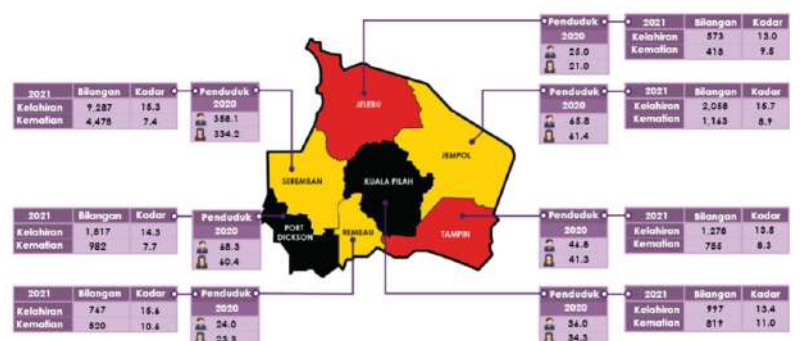 Penduduk
2020
25.0
21.0
2021 Bilangan Kadar
Kelahiran 573 13.0
Kematian 418 9.5
2021 Bilangan Kadar
Kelahiran 9,287 15.3
Kematian 4,478 7.4
Penduduk
2020
358.1
334.2
JELEBU
JEMPOL
SEREMBAN
KUALA PILAH
PORT
DICKSON
REMBAU
TAMPIN
Penduduk
2020
65.8
61.4
2021 Bilangan Kadar
Kelahiran 2,058 15.7
Kematian 1,163 8.9
2021 Bilangan Kadar
Kelahiran 1,817 14.3
Kematian 982 7.7
Penduduk
2020
68.3
60.4
Penduduk
2020
46.8
41.3
2021 Bilangan Kadar
Kelahiran 1,278 13.5
Kematian 785 8.3
2021 Bilangan Kadar
Kelahiran 767 15.6
Kematian 520 10.6
Penduduk
2020
24.0
23.3
Penduduk
2020
36.0
34.3
2021 Bilangan Kadar
Kelahiran 997 13.4
Kematian 819 11.0